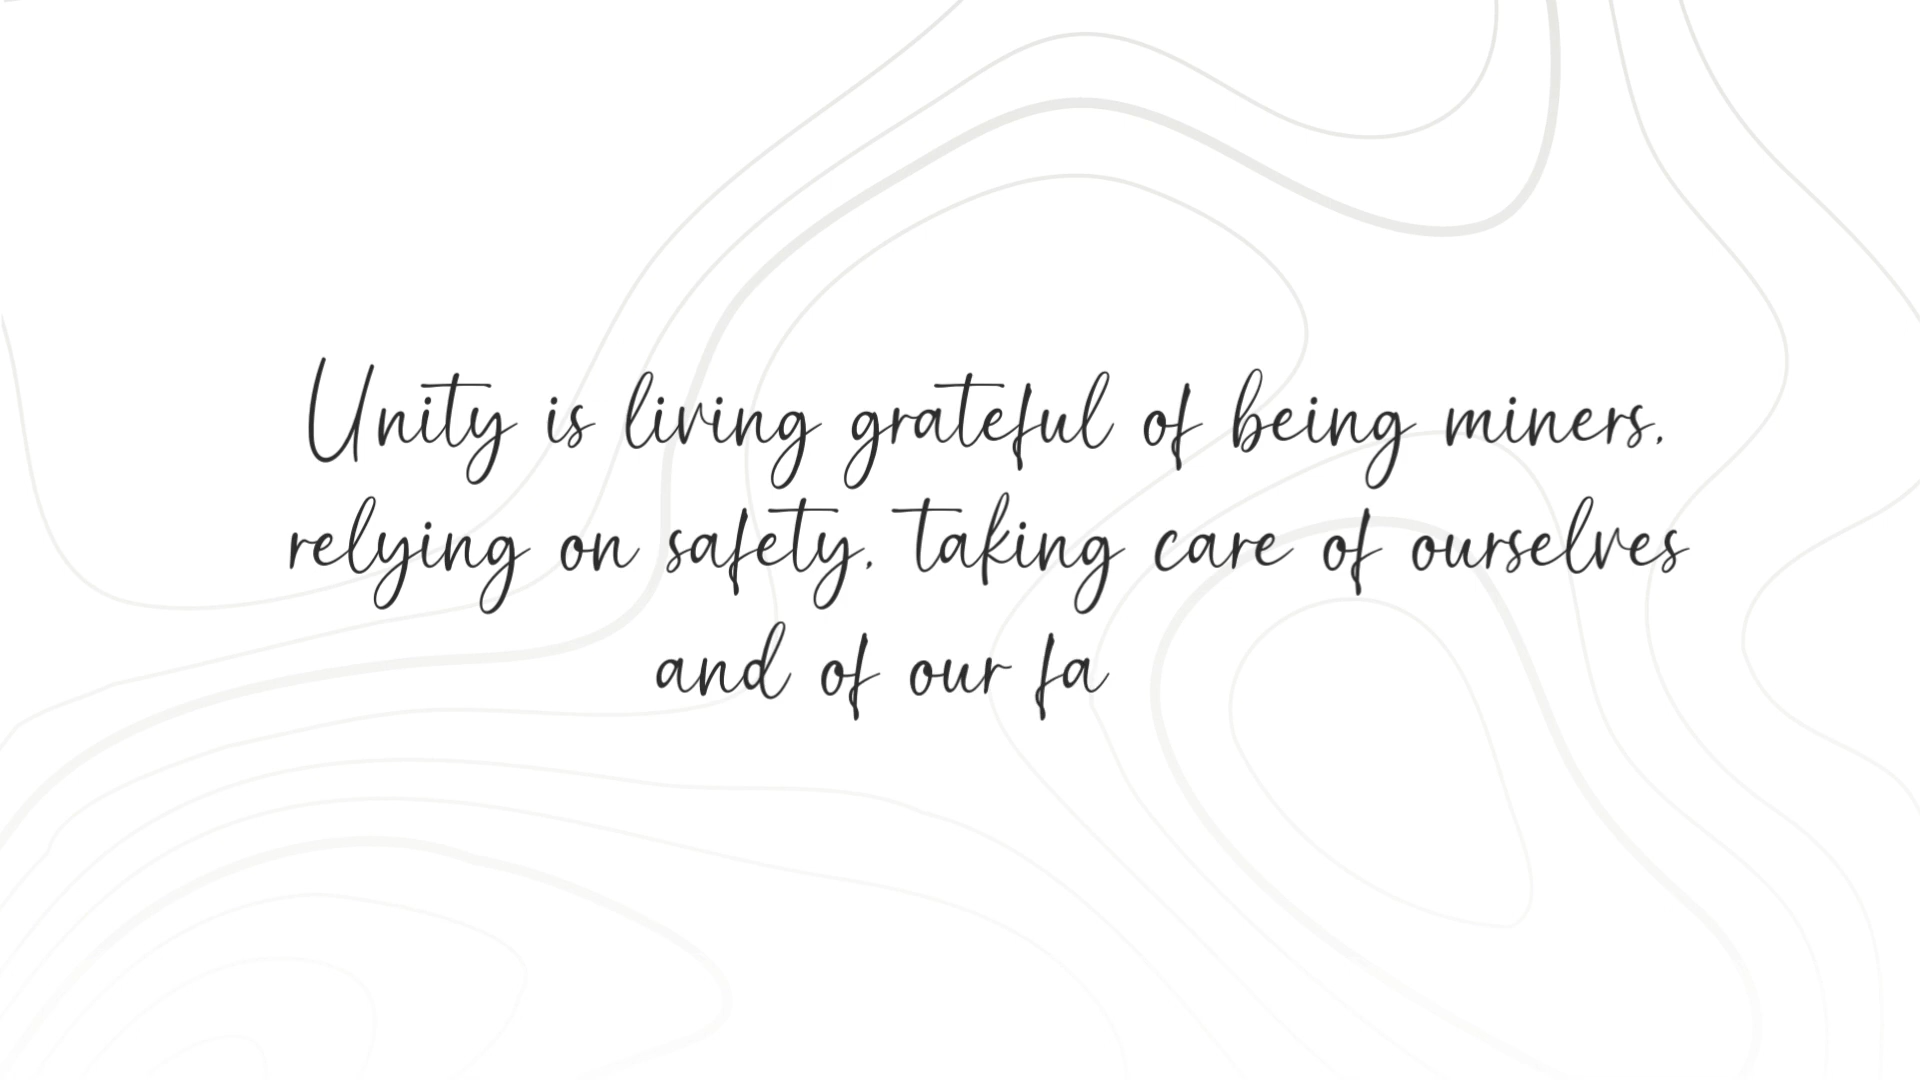 Unity is living grateful of being miners,
relying on safety, taking care of ourselves
and of our fa